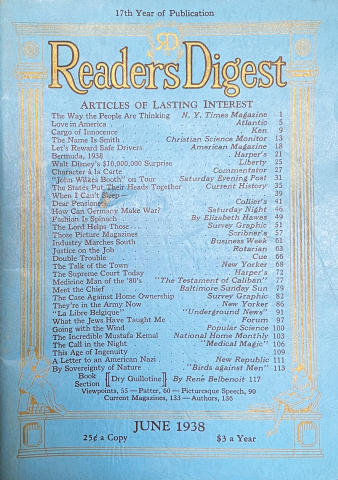 17th Year of Publication
RD
Readers Digest
ARTICLES OF LASTING INTEREST
The Way the People Are Thinking N. Y. Times Magazine 1
Love in America Atlantic 5
Cargo of Innocence Ken 9
The Name Is Smith Christian Science Monitor 13
Let's Reward Safe Drivers American Magazine 18
Bermuda, 1938 Harper's 21
Walt Disney's $10,000,000 Surprise Liberty 25
Character à la Carte Commentator 27
"John Wilkes Booth" on Tour Saturday Evening Post 31
The States Put Their Heads Together Current History 35
When I Can't Sleep— 39
Dear Pensioner Collier's 41
How Can Germany Make War? Saturday Night 46
Fashion Is Spinach By Elizabeth Hawes 49
The Lord Helps Those . . . Survey Graphic 51
Those Picture Magazines Scribner's 57
Industry Marches South Business Week 61
Justice on the Job Rotarian 63
Double Trouble Cue 66
The Talk of the Town New Yorker 68
The Supreme Court Today Harper's 72
Medicine Man of the '80's "The Testament of Caliban" 77
Meet the Chief Baltimore Sunday Sun 79
The Case Against Home Ownership Survey Graphic 82
They're in the Army Now New Yorker 86
"La Libre Belgique" "Underground News" 91
What the Jews Have Taught Me Forum 97
Going with the Wind Popular Science 100
The Incredible Mustafa Kemal National Home Monthly 103
The Call in the Night "Medical Magic" 106
This Age of Ingenuity 109
A Letter to an American Nazi New Republic 111
By Sovereignty of Nature "Birds against Men" 113
Book Section [Dry Guillotine] By René Belbenoit 117
Viewpoints, 55 — Patter, 60 — Picturesque Speech, 90
Current Magazines, 133 — Authors, 136
JUNE 1938
25¢ a Copy $3 a Year